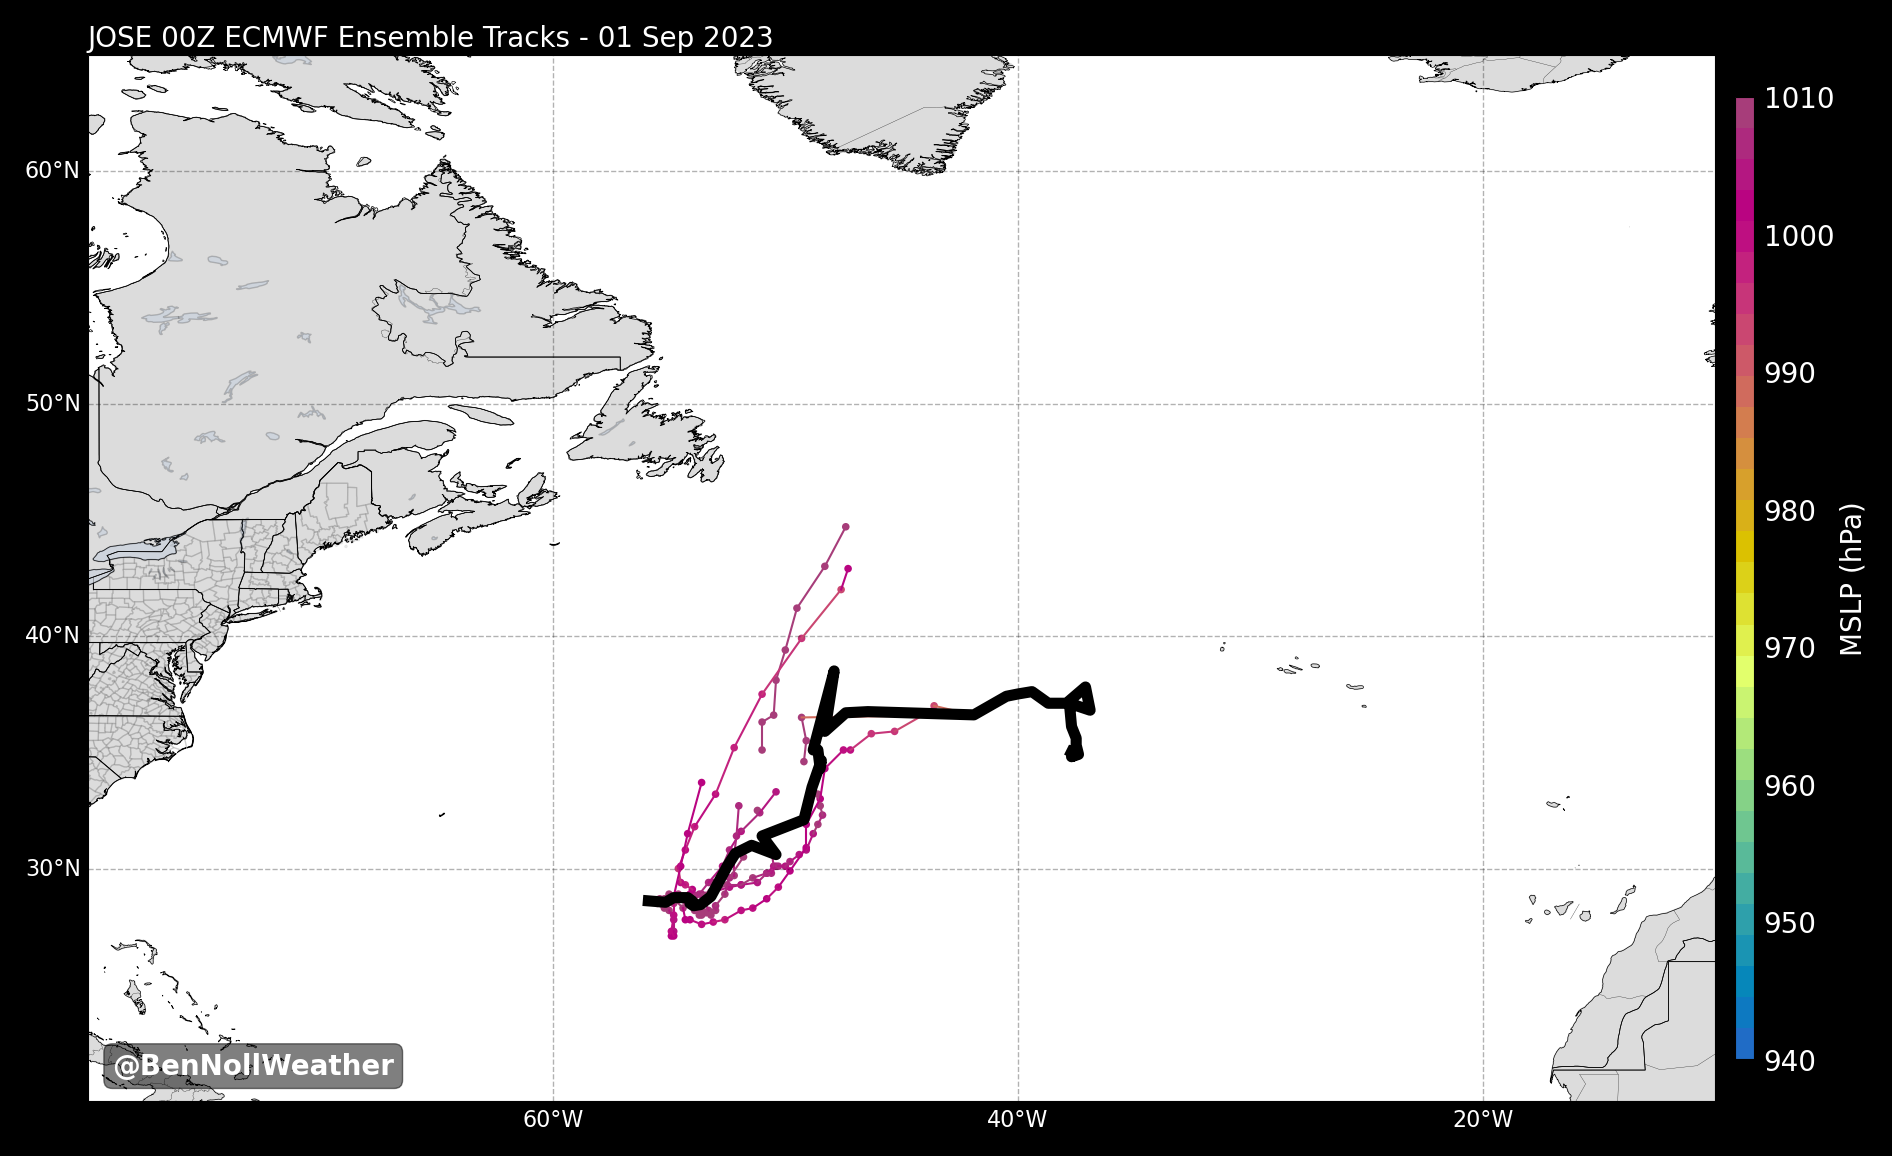 JOSE 00Z ECMWF Ensemble Tracks - 01 Sep 2023
60°N
50°N
40°N
30°N
60°W
40°W
20°W
1010
1000
990
980
970
960
950
940
MSLP (hPa)
@BenNollWeather